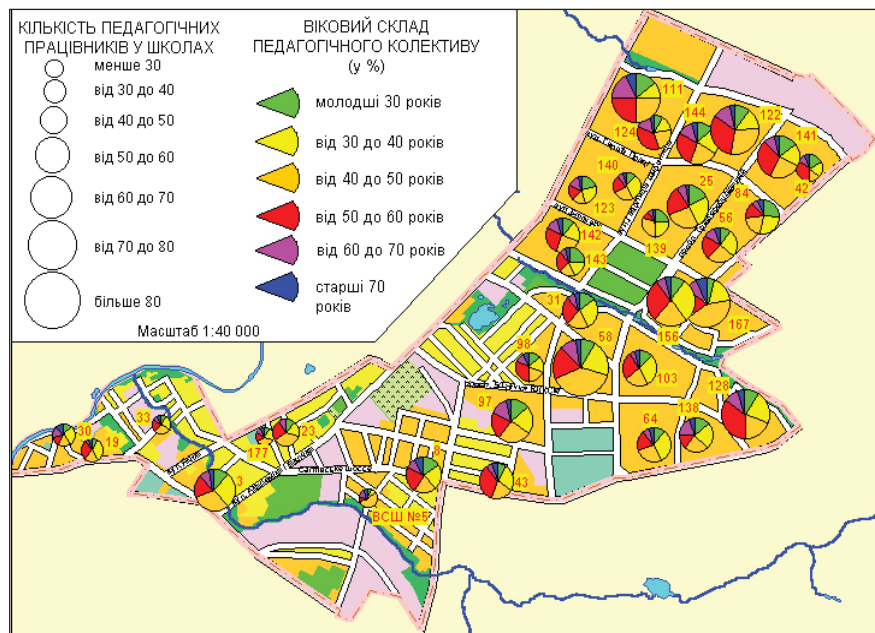 КІЛЬКІСТЬ ПЕДАГОГІЧНИХ
ПРАЦІВНИКІВ У ШКОЛАХ
менше 30
від 30 до 40
від 40 до 50
від 50 до 60
від 60 до 70
від 70 до 80
більше 80
ВІКОВИЙ СКЛАД
ПЕДАГОГІЧНОГО КОЛЕКТИВУ
(у %)
молодші 30 років
від 30 до 40 років
від 40 до 50 років
від 50 до 60 років
від 60 до 70 років
старші 70
років
Масштаб 1:40 000
111
124
144
122
141
42
140
123
25
84
56
142
143
139
31
156
167
98
58
103
128
97
64
138
43
8
30
19
33
177
23
3
ВСШ №5